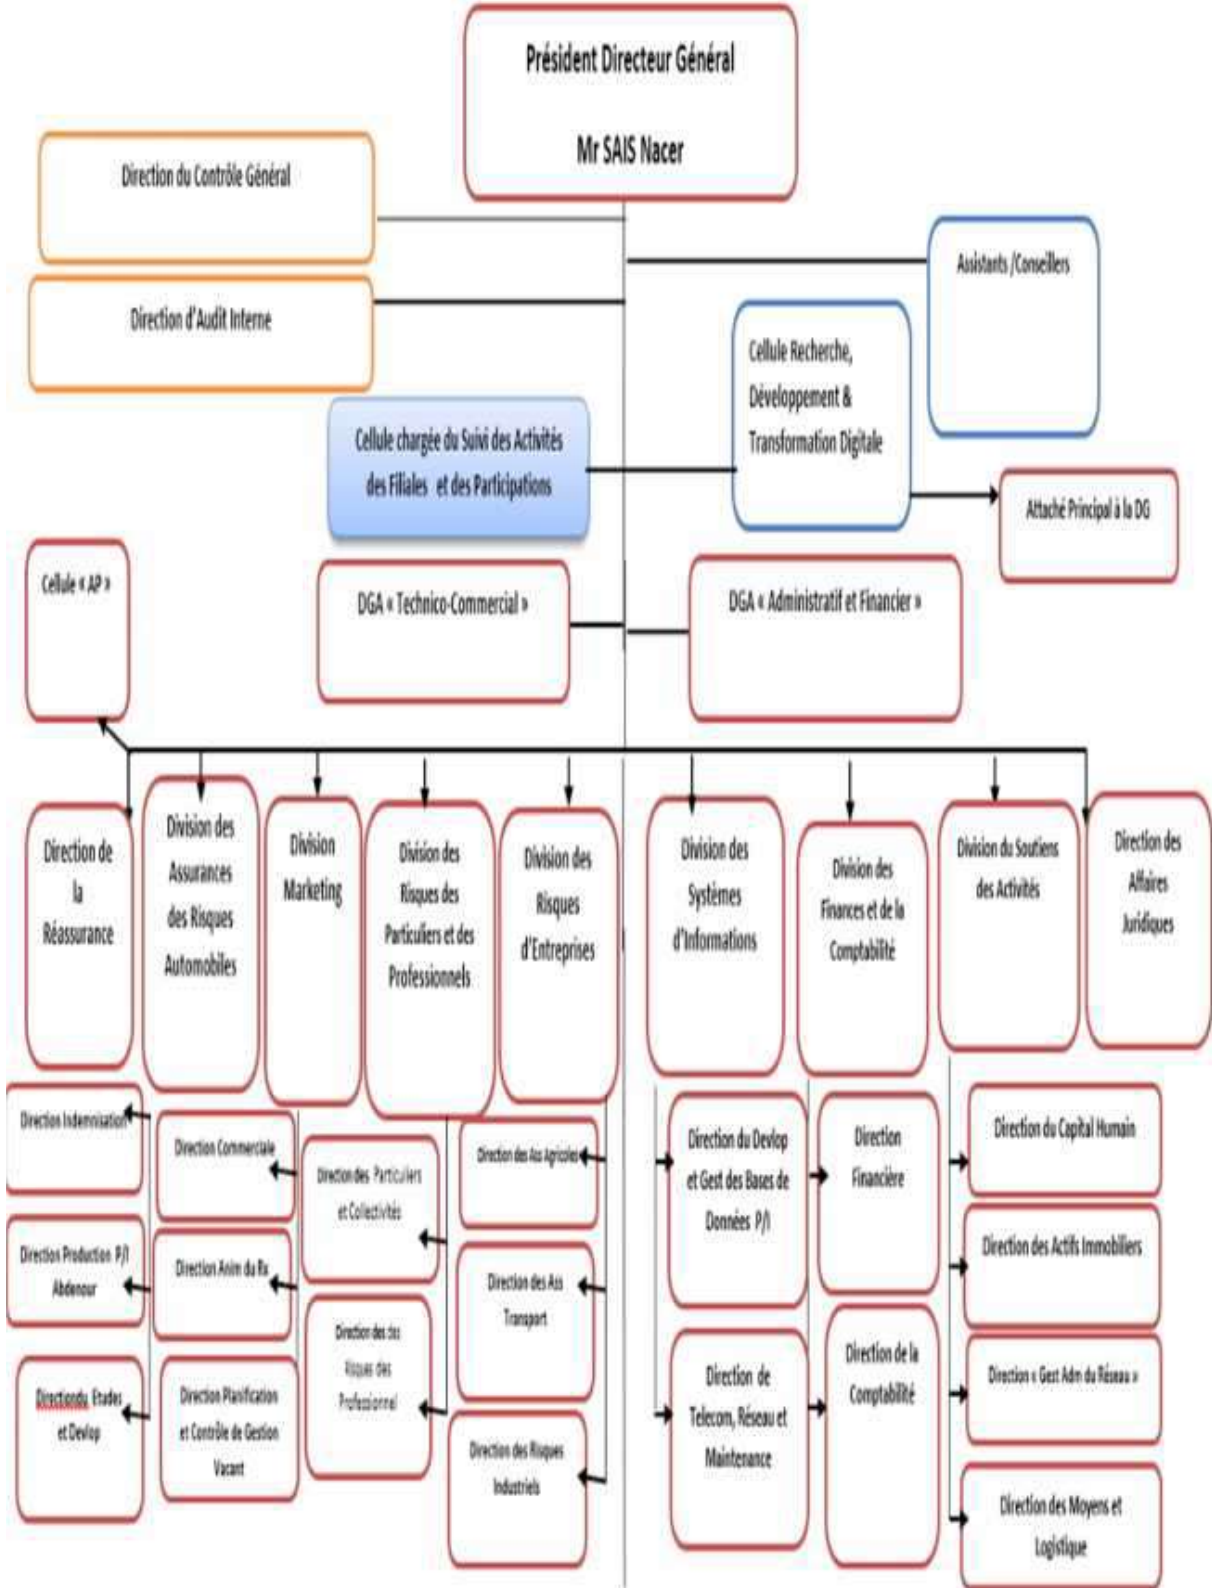 Président Directeur Général
Mr SAIS Nacer
Direction du Contrôle Général
Direction d'Audit Interne
Assistants /Conseillers
Cellule Recherche,
Développement &
Transformation Digitale
Cellule chargée du Suivi des Activités
des Filiales et des Participations
Attaché Principal à la DG
Cellule « AP »
DGA « Technico-Commercial »
DGA « Administratif et Financier »
Direction de
la
Réassurance
Division des
Assurances
des Risques
Automobiles
Division
Marketing
Division des
Risques des
Particuliers et des
Professionnels
Division des
Risques
d'Entreprises
Division des
Systèmes
d'Informations
Division des
Finances et de la
Comptabilité
Division du Soutiens
des Activités
Direction des
Affaires
Juridiques
Direction Indemnisation
Direction Production P/I
Abdenour
Directiondu Etudes
et Devlop
Direction Commerciale
Direction Anim du Rx
Direction Planification
et Contrôle de Gestion
Vacant
Direction des Particuliers
et Collectivités
Direction des des
Risques des
Professionnel
Direction des Ass Agricoles
Direction des Ass
Transport
Direction des Risques
Industriels
Direction du Devlop
et Gest des Bases de
Données P/I
Direction de
Telecom, Réseau et
Maintenance
Direction
Financière
Direction de la
Comptabilité
Direction du Capital Humain
Direction des Actifs Immobiliers
Direction « Gest Adm du Réseau »
Direction des Moyens et
Logistique